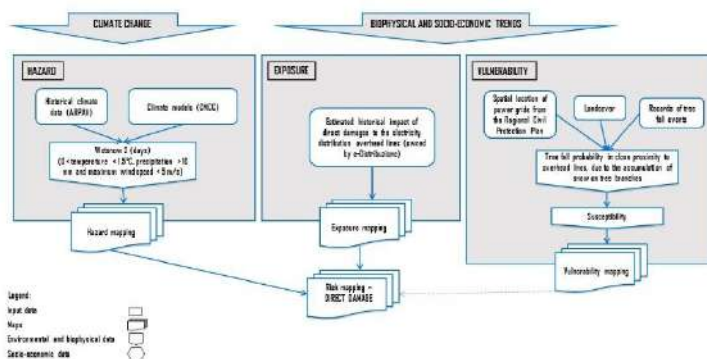 CLIMATE CHANGE
BIOPHYSICAL AND SOCIO-ECONOMIC TRENDS
HAZARD
Historical climate
data (ARPAV)
Climate models (CMCC)
(days)
(0 <temperature < 1.5°C, precipitation >10
mm and maximum windspeed < 5 m/s)
Hazard mapping
EXPOSURE
Estimated historical impact of
direct damages to the electricity
distribution overhead lines (owned
by e-Distribuzione)
Exposure mapping
VULNERABILITY
Spatial location of
power grids from
the Regional Civil
Protection Plan
Landcover
Records of tree
fall events
Tree fall probability in close proximity to
overhead lines, due to the accumulation of
snow on tree branches
Susceptibility
Vulnerability mapping
Risk mapping –
DIRECT DAMAGE
Legend:
Input data
Maps
Environmental and biophysical data
Socio-economic data